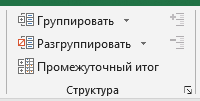 Группировать
Разгруппировать
Промежуточный итог
Структура